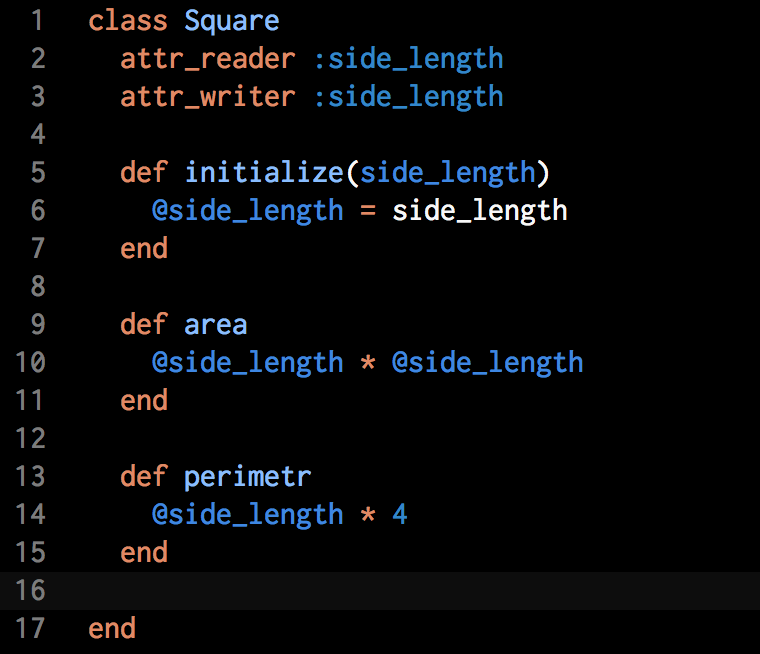 1 class Square
2 attr_reader :side_length
3 attr_writer :side_length
4
5 def initialize(side_length)
6 @side_length = side_length
7 end
8
9 def area
10 @side_length * @side_length
11 end
12
13 def perimetr
14 @side_length * 4
15 end
16
17 end